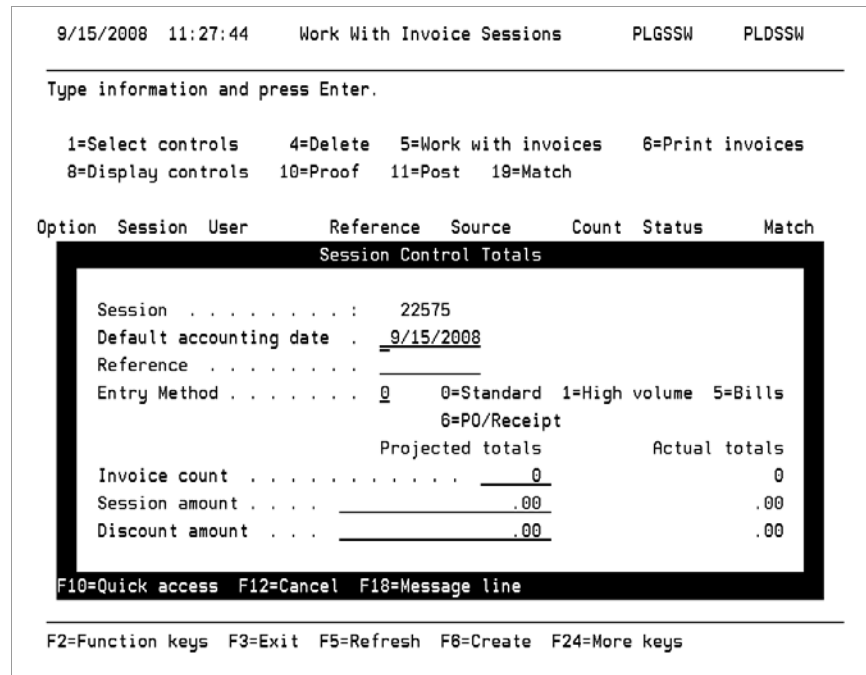 9/15/2008 11:27:44 Work With Invoice Sessions PLGSSW PLDSSW
Type information and press Enter.
1=Select controls 4=Delete 5=Work with invoices 6=Print invoices
8=Display controls 10=Proof 11=Post 19=Match
Option Session User Reference Source Count Status Match
Session Control Totals
Session . . . . . . . . : 22575
Default accounting date . 9/15/2008
Reference . . . . . . . .
Entry Method . . . . . . . 0 0=Standard 1=High volume 5=Bills
6=PO/Receipt
Projected totals Actual totals
Invoice count . . . . . . . . . . . 0 0
Session amount . . . . .00 .00
Discount amount . . . .00 .00
F10=Quick access F12=Cancel F18=Message line
F2=Function keys F3=Exit F5=Refresh F6=Create F24=More keys